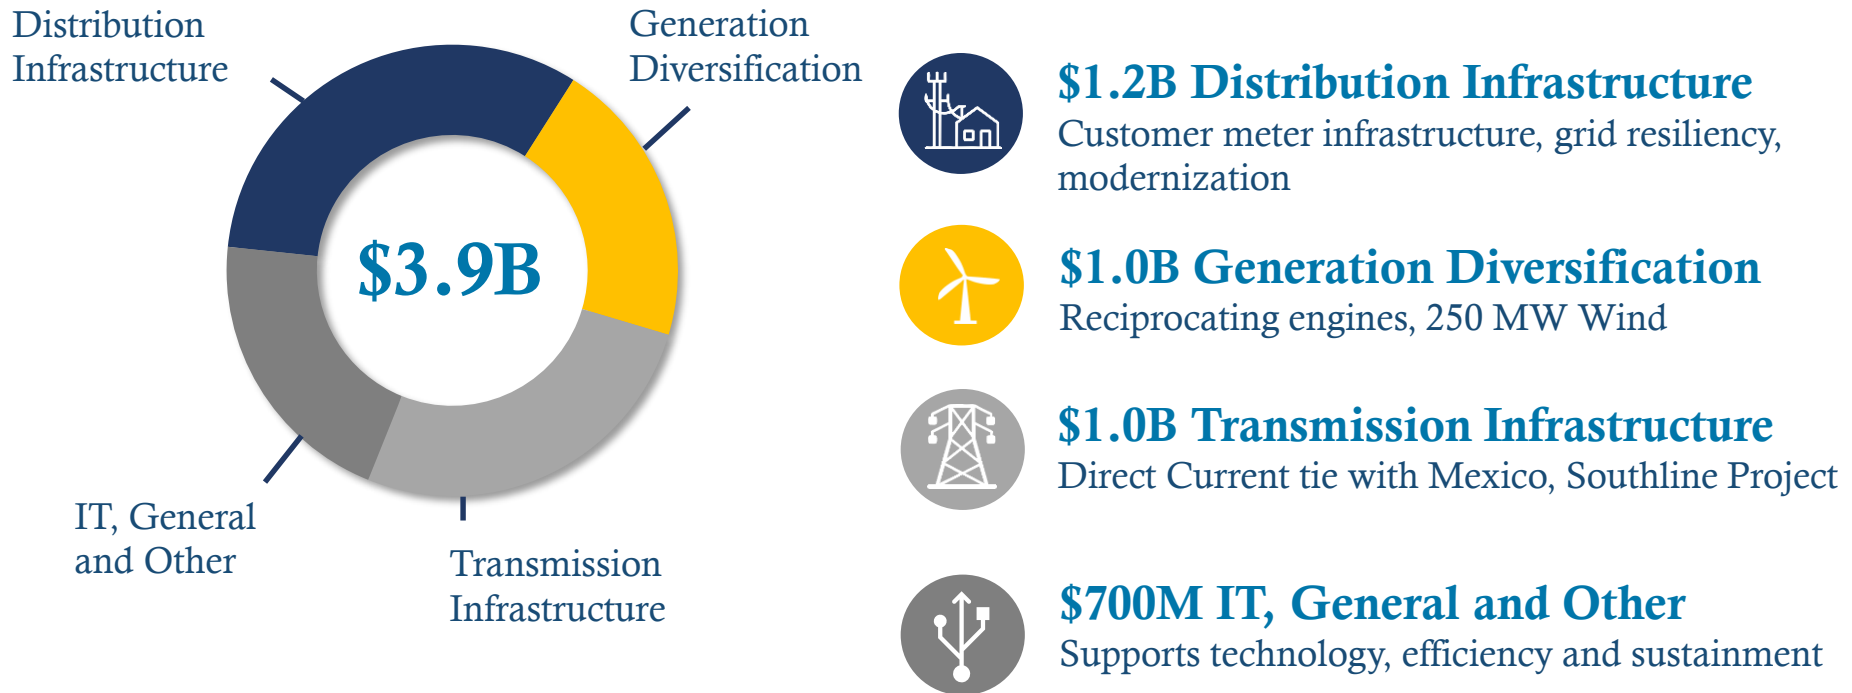 Distribution
Infrastructure
Generation
Diversification
$3.9B
IT, General
and Other
Transmission
Infrastructure
$1.2B Distribution Infrastructure
Customer meter infrastructure, grid resiliency,
modernization
$1.0B Generation Diversification
Reciprocating engines, 250 MW Wind
$1.0B Transmission Infrastructure
Direct Current tie with Mexico, Southline Project
$700M IT, General and Other
Supports technology, efficiency and sustainment